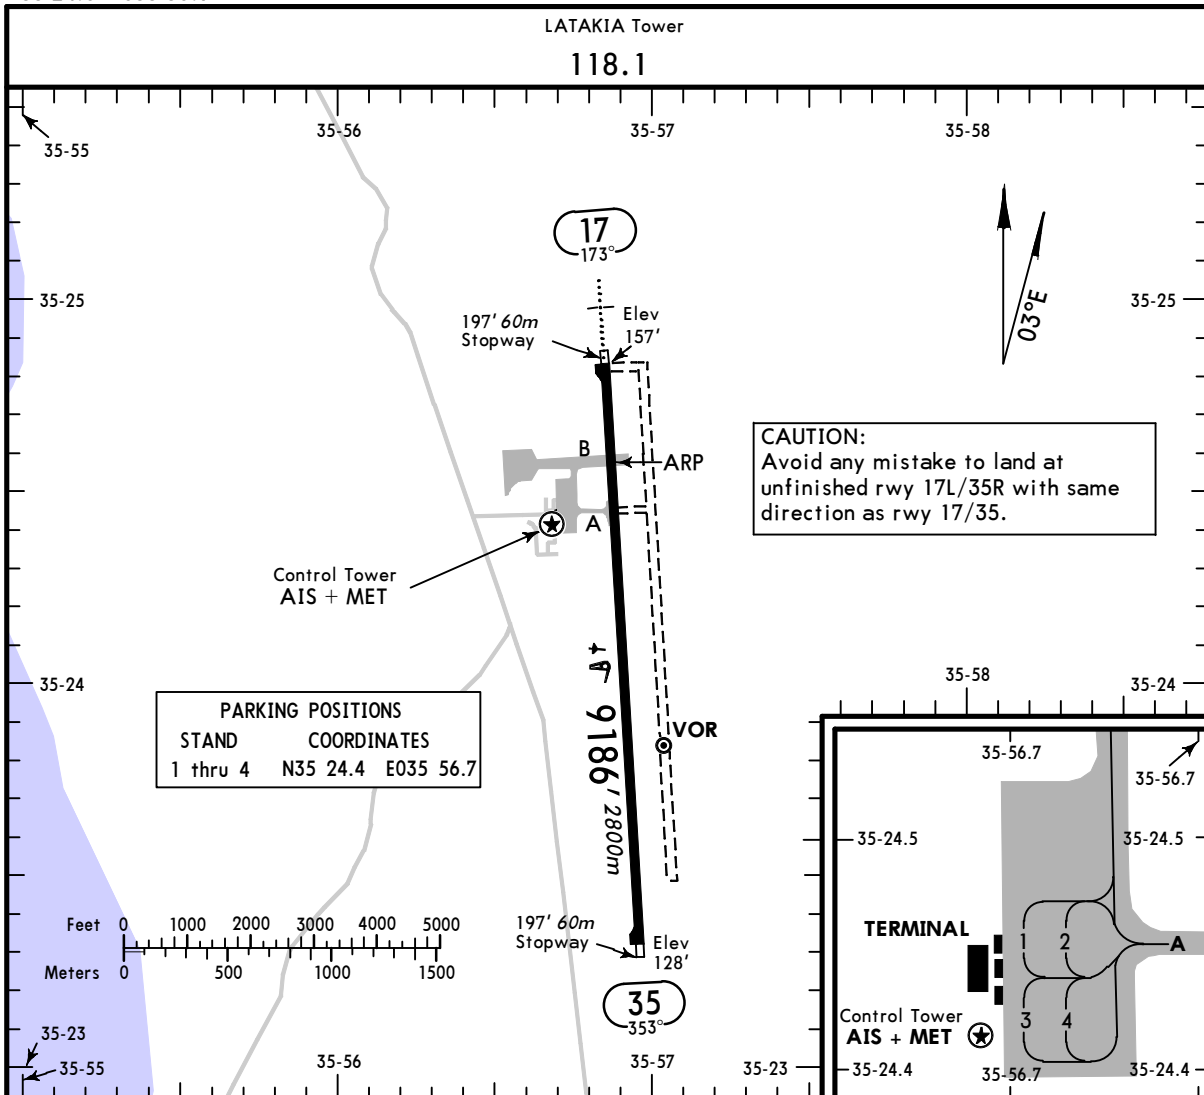 LATAKIA Tower
118.1
35-56
35-57
35-58
35-55
17
173°
03°E
35-25
35-25
197' 60m
Stopway
Elev
157'
B
ARP
A
CAUTION:
Avoid any mistake to land at
unfinished rwy 17L/35R with same
direction as rwy 17/35.
Control Tower
AIS + MET
35-24
35-58
35-24
PARKING POSITIONS
STAND COORDINATES
1 thru 4 N35 24.4 E035 56.7
9186' 2800m
VOR
35-56.7
35-56.7
35-24.5
35-24.5
TERMINAL
1
2
A
3
4
Control Tower
AIS + MET
35-24.4
35-56.7
35-24.4
Feet 0 1000 2000 3000 4000 5000
Meters 0 500 1000 1500
197' 60m
Stopway
Elev
128'
35
353°
35-23
35-55
35-56
35-57
35-23